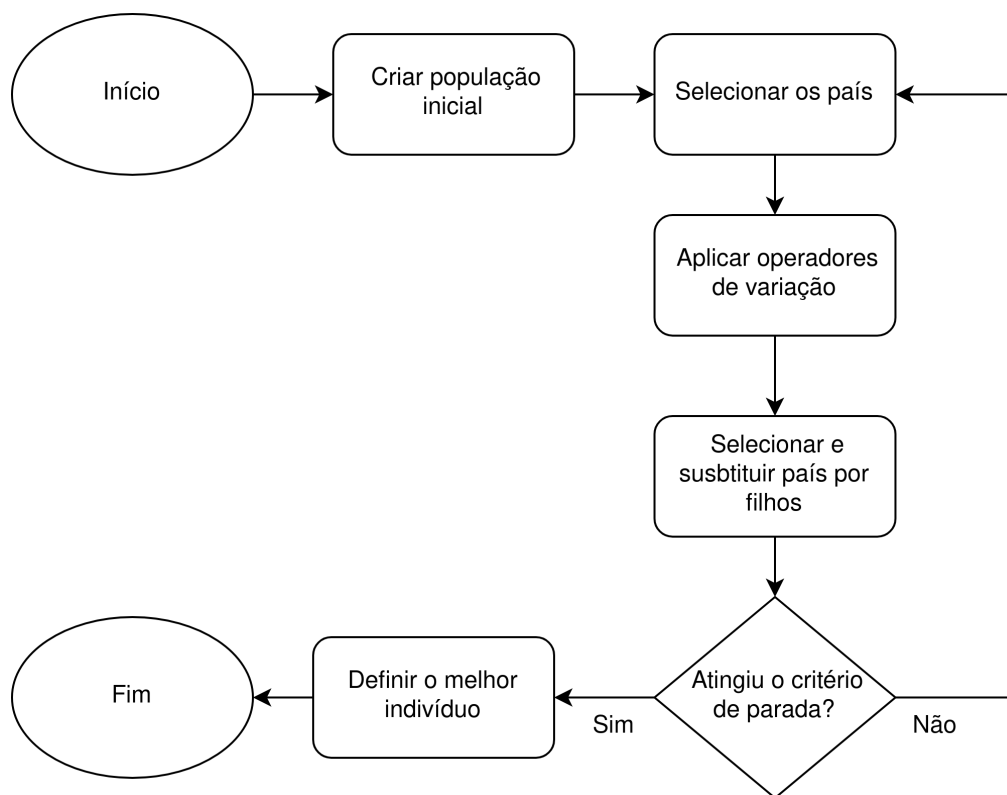 Início
Criar população
inicial
Selecionar os país
Aplicar operadores
de variação
Selecionar e
susbtituir país por
filhos
Atingiu o critério
de parada?
Sim
Não
Definir o melhor
indivíduo
Fim